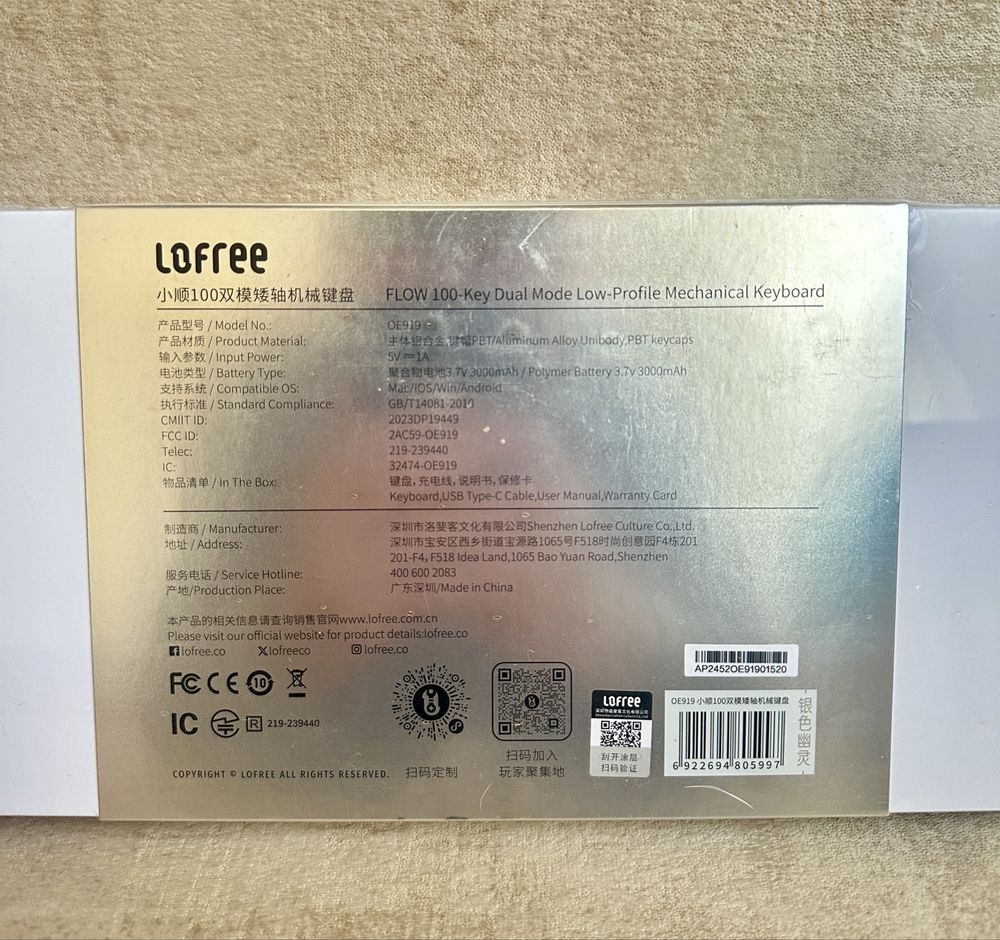 LOFree
小顺100双模矮轴机械键盘 FLOW 100-Key Dual Mode Low-Profile Mechanical Keyboard
产品型号 / Model No.: OE919
产品材质 / Product Material: 主体铝合金,键帽PBT/Aluminum Alloy Unibody,PBT keycaps
输入参数 / Input Power: 5V⎓1A
电池类型 / Battery Type: 聚合物电池3.7V 3000mAh / Polymer Battery 3.7v 3000mAh
支持系统 / Compatible OS: Mac/iOS/Win/Android
执行标准 / Standard Compliance: GB/T14081-2010
CMIIT ID: 2023DP19449
FCC ID: 2AC59-OE919
Telec: 219-239440
IC: 32474-OE919
物品清单 / In The Box: 键盘,充电线,说明书,保修卡
Keyboard,USB Type-C Cable,User Manual,Warranty Card
制造商 / Manufacturer: 深圳市洛斐客文化有限公司Shenzhen Lofree Culture Co.,Ltd.
地址 / Address: 深圳市宝安区西乡街道宝源路1065号F518时尚创意园F4栋201
201-F4, F518 Idea Land,1065 Bao Yuan Road,Shenzhen
服务电话 / Service Hotline: 400 600 2083
产地/Production Place: 广东深圳/Made in China
本产品的相关信息请查询销售官网www.lofree.com.cn
Please visit our official website for product details:lofree.co
lofree.co lofreeco lofree.co
FC CE 10
IC R 219-239440
COPYRIGHT © LOFREE ALL RIGHTS RESERVED.
扫码定制
扫码加入
玩家聚集地
LOFree
刮开涂层
扫码验证
AP2452OE91901520
OE919 小顺100双模矮轴机械键盘
6 922694 805997
银色幽灵